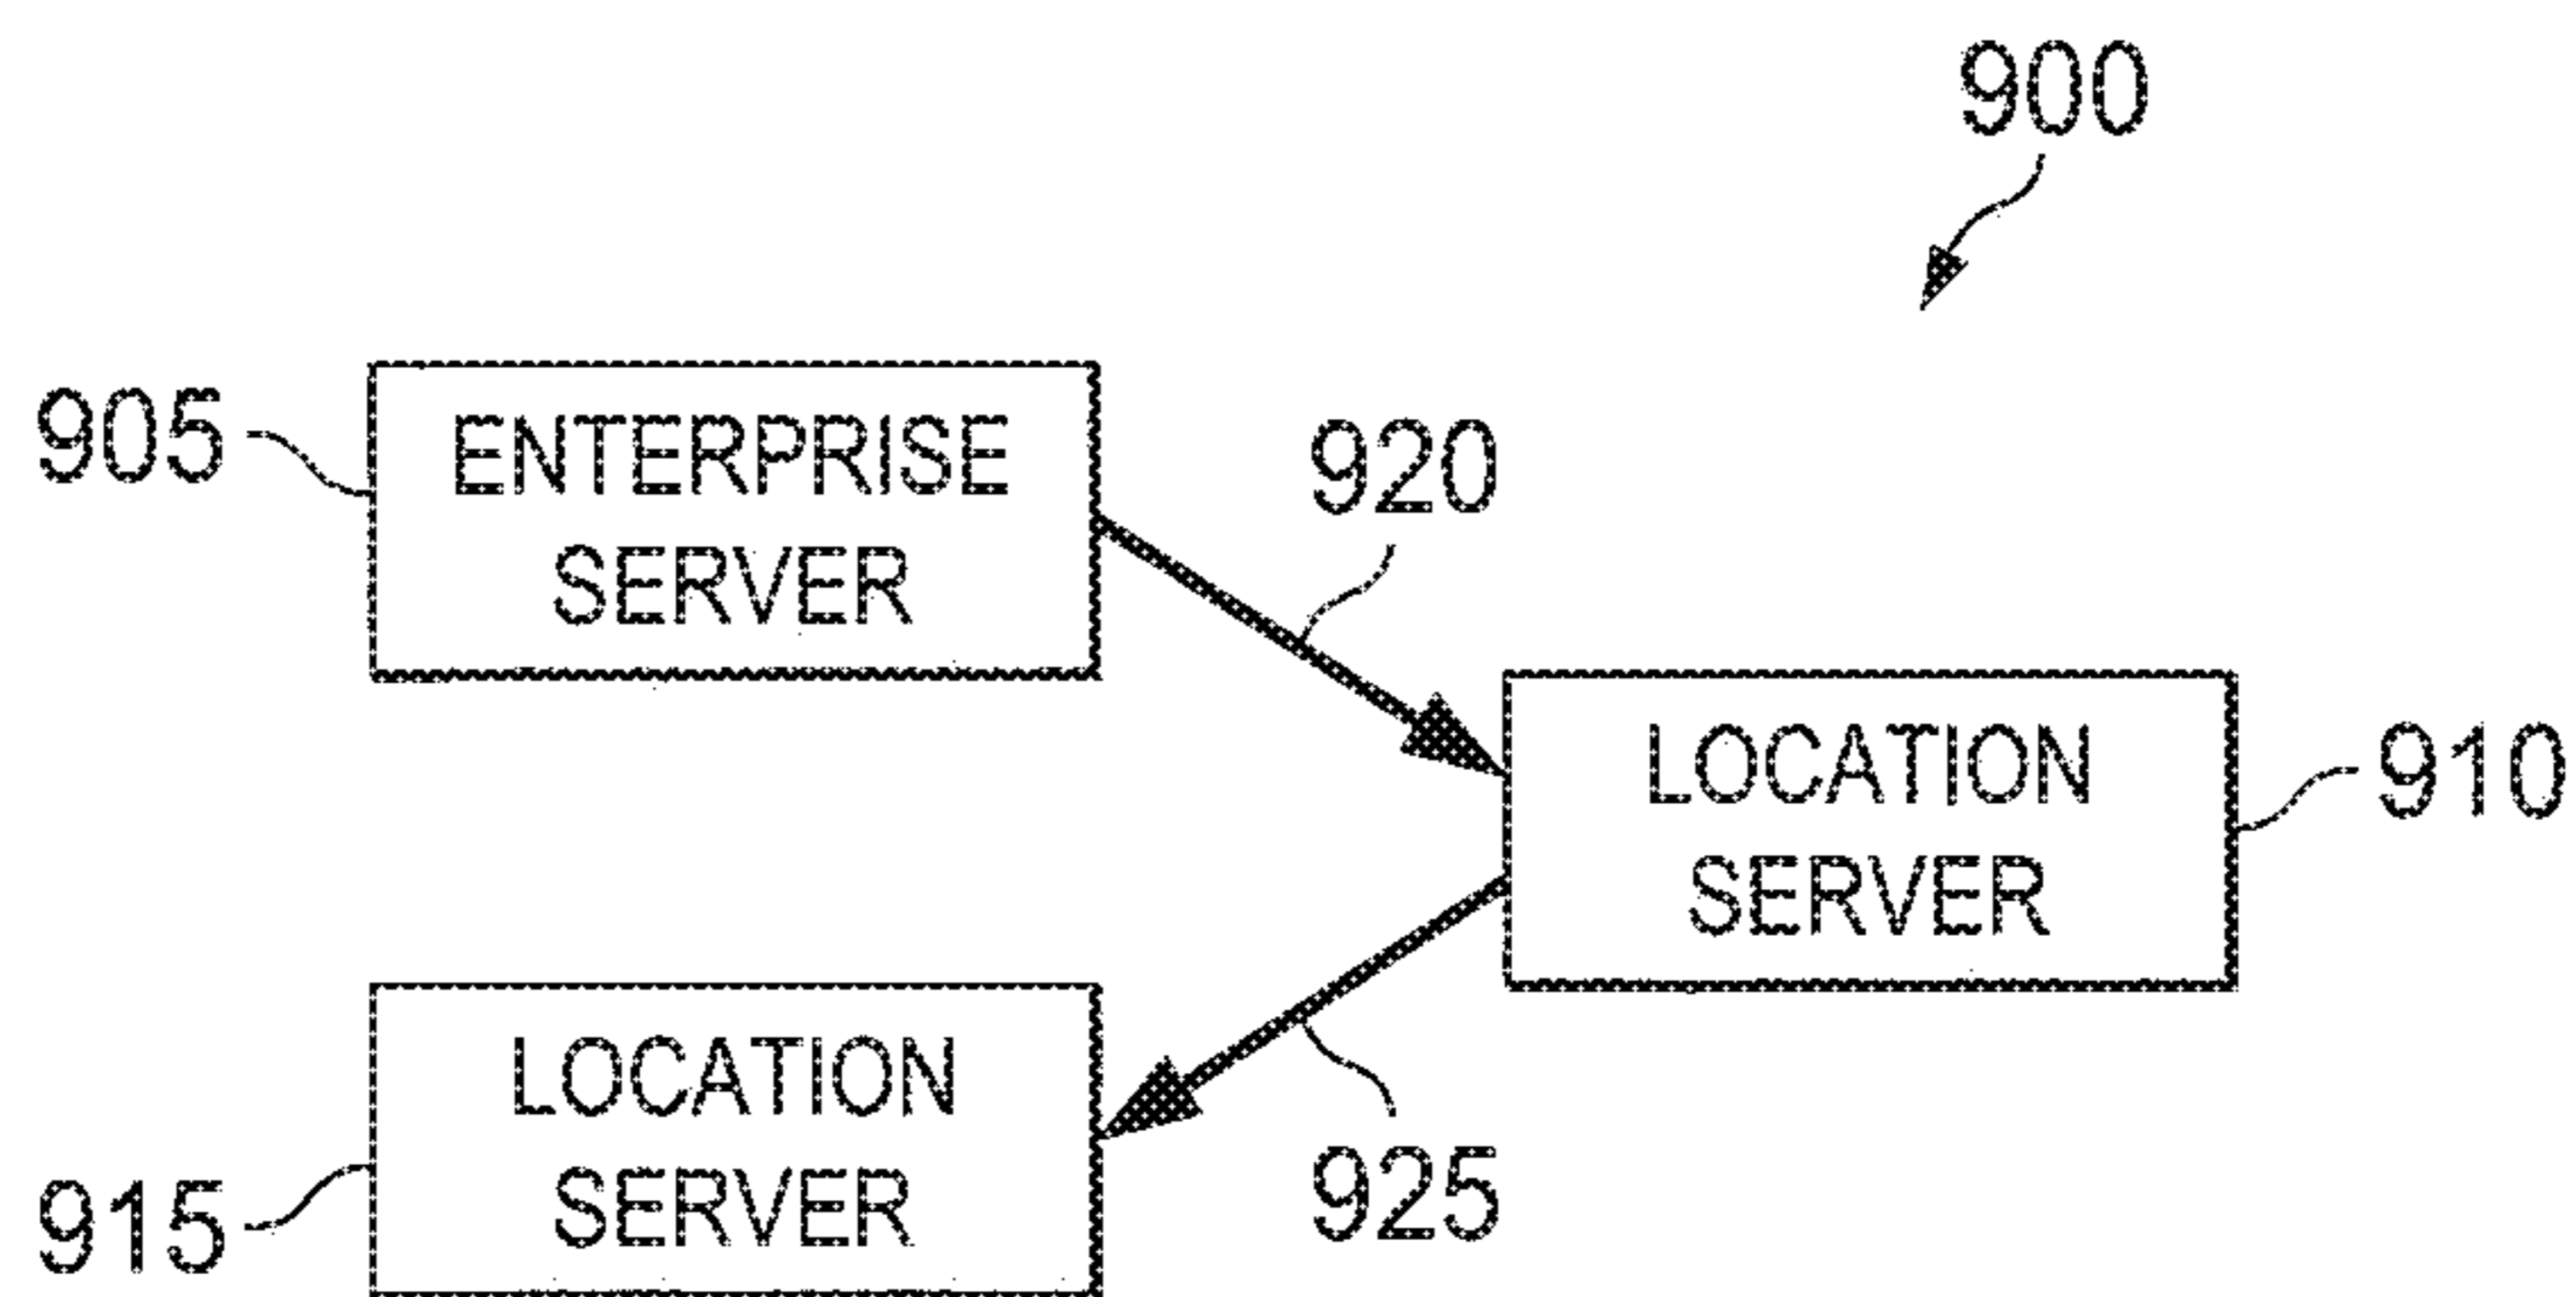 900
905
ENTERPRISE
SERVER
920
LOCATION
SERVER
910
LOCATION
SERVER
915
925